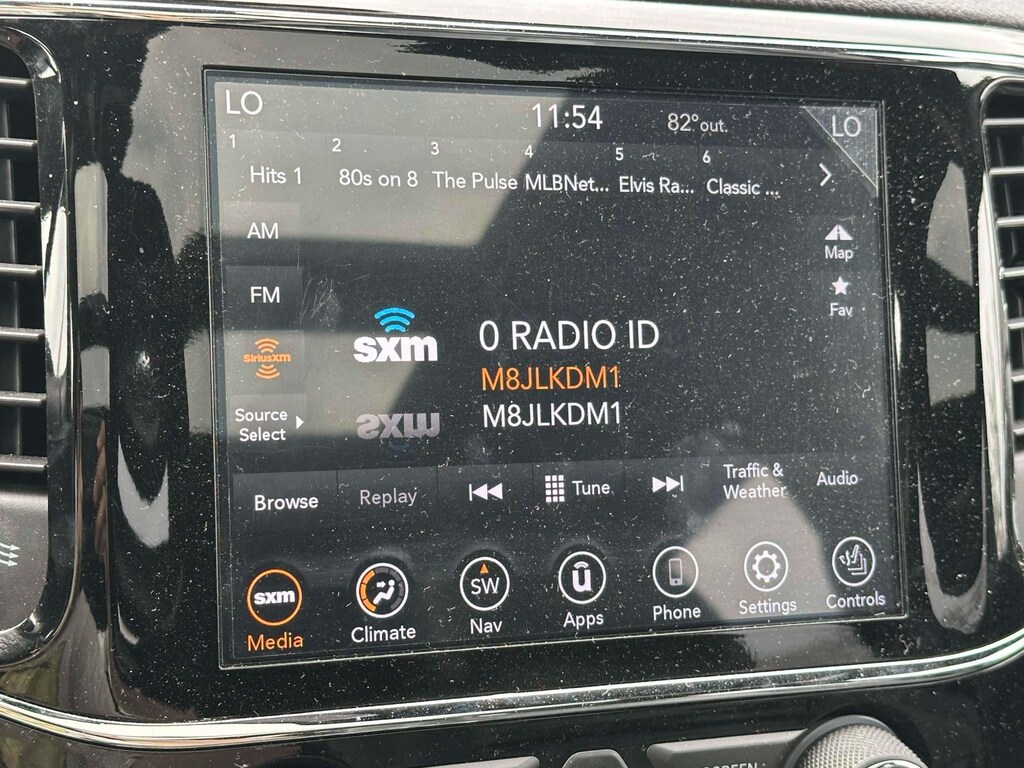 LO 11:54 82° out. LO
1 2 3 4 5 6
Hits 1 80s on 8 The Pulse MLBNet... Elvis Ra... Classic ...
AM
Map
FM
Fav
sxm
0 RADIO ID
SiriusXM
M8JLKDM1
M8JLKDM1
Source
Select
sxm
Browse Replay Tune Traffic & Audio
Weather
sxm SW u
Media Climate Nav Apps Phone Settings Controls
SCREEN